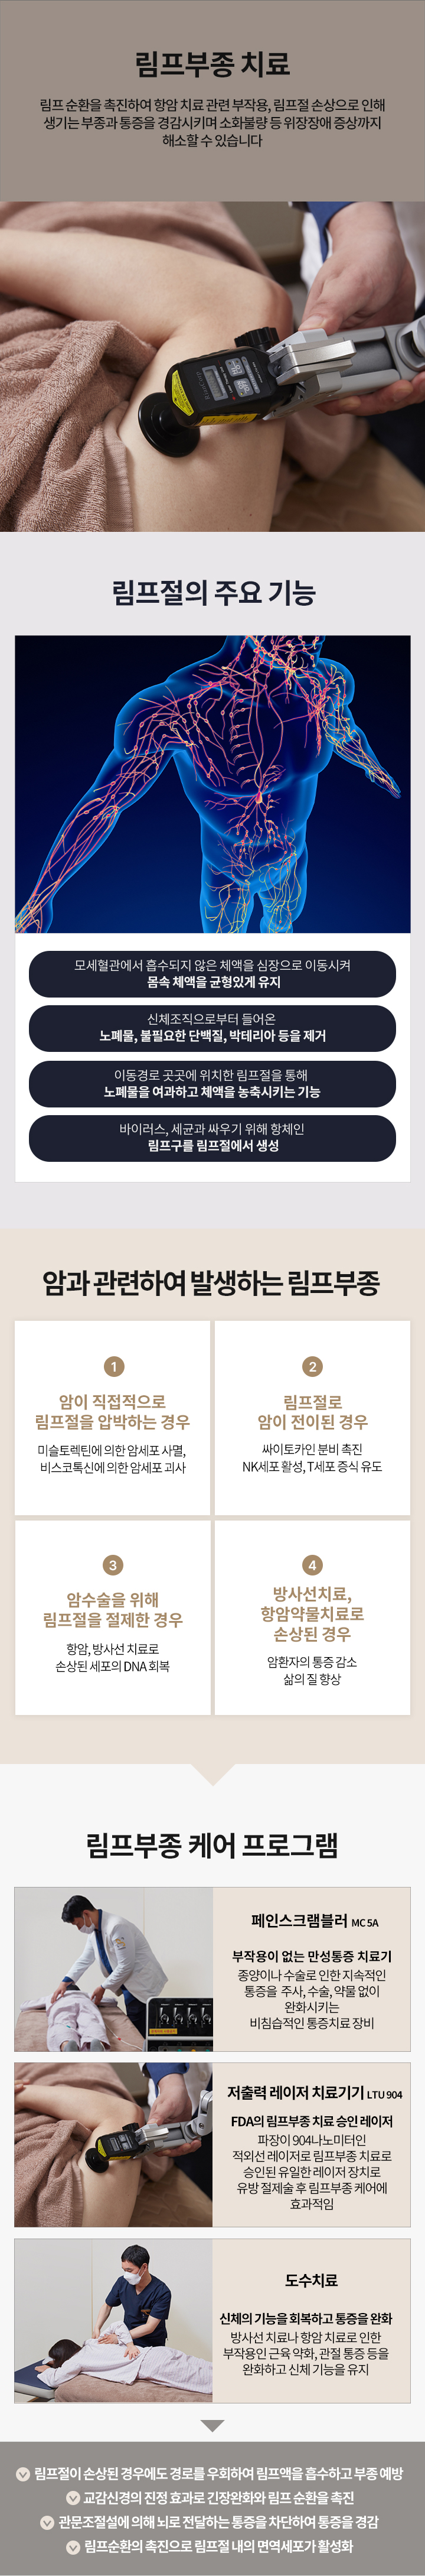 림프부종 치료
림프 순환을 촉진하여 항암 치료 관련 부작용, 림프절 손상으로 인해
생기는 부종과 통증을 경감시키며 소화불량 등 위장장애 증상까지
해소할 수 있습니다
림프절의 주요 기능
모세혈관에서 흡수되지 않은 체액을 심장으로 이동시켜
몸속 체액을 균형있게 유지
신체조직으로부터 들어온
노폐물, 불필요한 단백질, 박테리아 등을 제거
이동경로 곳곳에 위치한 림프절을 통해
노폐물을 여과하고 체액을 농축시키는 기능
바이러스, 세균과 싸우기 위해 항체인
림프구를 림프절에서 생성
암과 관련하여 발생하는 림프부종
1
암이 직접적으로
림프절을 압박하는 경우
미슬토렉틴에 의한 암세포 사멸,
비스코톡신에 의한 암세포 괴사
2
림프절로
암이 전이된 경우
싸이토카인 분비 촉진
NK세포 활성, T세포 증식 유도
3
암수술을 위해
림프절을 절제한 경우
항암, 방사선 치료로
손상된 세포의 DNA 회복
4
방사선치료,
항암약물치료로
손상된 경우
암환자의 통증 감소
삶의 질 향상
림프부종 케어 프로그램
페인스크램블러 MC 5A
부작용이 없는 만성통증 치료기
종양이나 수술로 인한 지속적인
통증을 주사, 수술, 약물 없이
완화시키는
비침습적인 통증치료 장비
저출력 레이저 치료기기 LTU 904
FDA의 림프부종 치료 승인 레이저
파장이 904나노미터인
적외선 레이저로 림프부종 치료로
승인된 유일한 레이저 장치로
유방 절제술 후 림프부종 케어에
효과적임
도수치료
신체의 기능을 회복하고 통증을 완화
방사선 치료나 항암 치료로 인한
부작용인 근육 약화, 관절 통증 등을
완화하고 신체 기능을 유지
림프절이 손상된 경우에도 경로를 우회하여 림프액을 흡수하고 부종 예방
교감신경의 진정 효과로 긴장완화와 림프 순환을 촉진
관문조절설에 의해 뇌로 전달하는 통증을 차단하여 통증을 경감
림프순환의 촉진으로 림프절 내의 면역세포가 활성화